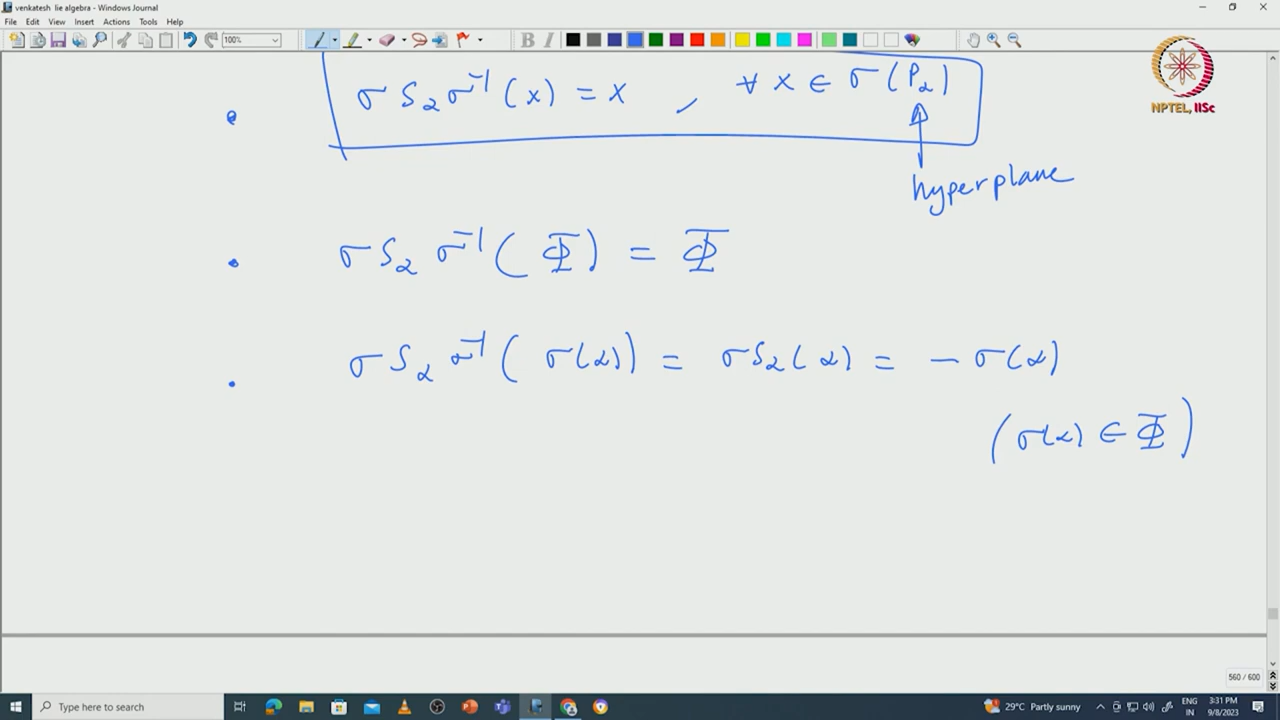 venkatesh lie algebra - Windows Journal
File Edit View Insert Actions Tools Help
100%
B I
NPTEL, IISc
• σ S_α σ^{-1} (x) = x , ∀ x ∈ σ(P_α)
hyperplane
• σ S_α σ^{-1} (Φ) = Φ
• σ S_α σ^{-1} (σ(α)) = σ S_α(α) = - σ(α)
(σ(α) ∈ Φ)
560 / 600
Type here to search
29°C Partly sunny
ENG
IN
3:31 PM
9/8/2023